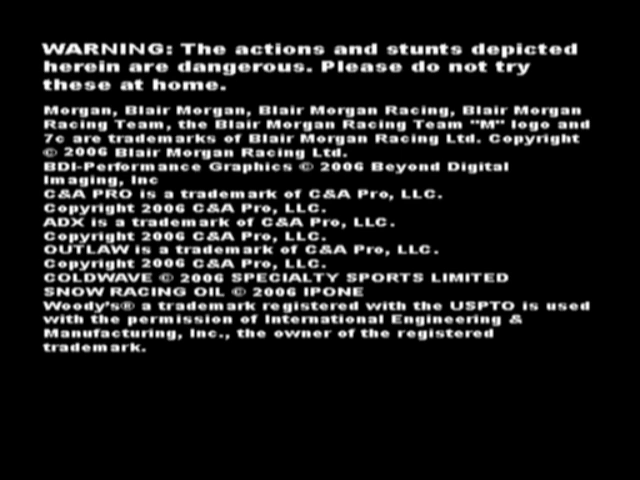 WARNING: The actions and stunts depicted
herein are dangerous. Please do not try
these at home.
Morgan, Blair Morgan, Blair Morgan Racing, Blair Morgan
Racing Team, the Blair Morgan Racing Team "M" logo and
7c are trademarks of Blair Morgan Racing Ltd. Copyright
© 2006 Blair Morgan Racing Ltd.
BDI-Performance Graphics © 2006 Beyond Digital
Imaging, Inc
C&A PRO is a trademark of C&A Pro, LLC.
Copyright 2006 C&A Pro, LLC.
ADX is a trademark of C&A Pro, LLC.
Copyright 2006 C&A Pro, LLC.
OUTLAW is a trademark of C&A Pro, LLC.
Copyright 2006 C&A Pro, LLC.
COLDWAVE © 2006 SPECIALTY SPORTS LIMITED
SNOW RACING OIL © 2006 IPONE
Woody's® a trademark registered with the USPTO is used
with the permission of International Engineering &
Manufacturing, Inc., the owner of the registered
trademark.